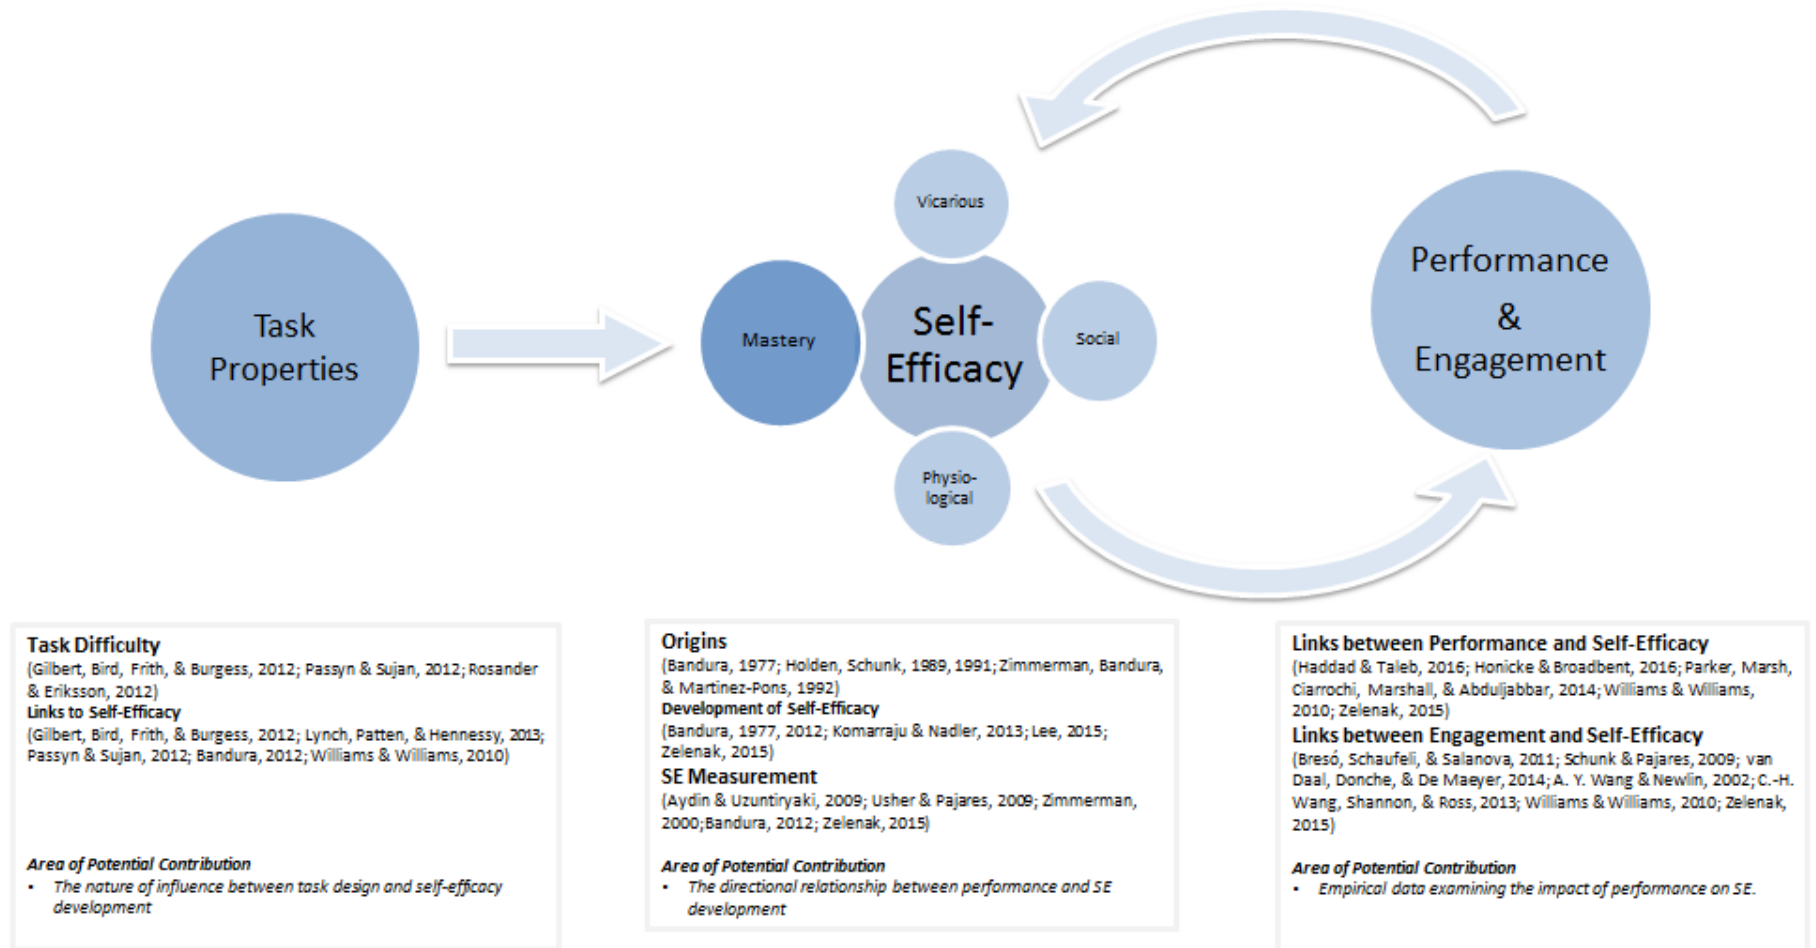 Vicarious
Task
Properties
Mastery
Self-
Efficacy
Social
Physio-
logical
Performance
&
Engagement
Task Difficulty
(Gilbert, Bird, Frith, & Burgess, 2012; Passyn & Sujan, 2012; Rosander
& Eriksson, 2012)
Links to Self-Efficacy
(Gilbert, Bird, Frith, & Burgess, 2012; Lynch, Patten, & Hennessy, 2013;
Passyn & Sujan, 2012; Bandura, 2012; Williams & Williams, 2010)
Area of Potential Contribution
• The nature of influence between task design and self-efficacy
development
Origins
(Bandura, 1977; Holden, Schunk, 1989, 1991; Zimmerman, Bandura,
& Martinez-Pons, 1992)
Development of Self-Efficacy
(Bandura, 1977, 2012; Komarraju & Nadler, 2013; Lee, 2015;
Zelenak, 2015)
SE Measurement
(Aydin & Uzuntiryaki, 2009; Usher & Pajares, 2009; Zimmerman,
2000;Bandura, 2012; Zelenak, 2015)
Area of Potential Contribution
• The directional relationship between performance and SE
development
Links between Performance and Self-Efficacy
(Haddad & Taleb, 2016; Honicke & Broadbent, 2016; Parker, Marsh,
Ciarrochi, Marshall, & Abduljabbar, 2014; Williams & Williams,
2010; Zelenak, 2015)
Links between Engagement and Self-Efficacy
(Bresó, Schaufeli, & Salanova, 2011; Schunk & Pajares, 2009; van
Daal, Donche, & De Maeyer, 2014; A. Y. Wang & Newlin, 2002; C.-H.
Wang, Shannon, & Ross, 2013; Williams & Williams, 2010; Zelenak,
2015)
Area of Potential Contribution
• Empirical data examining the impact of performance on SE.